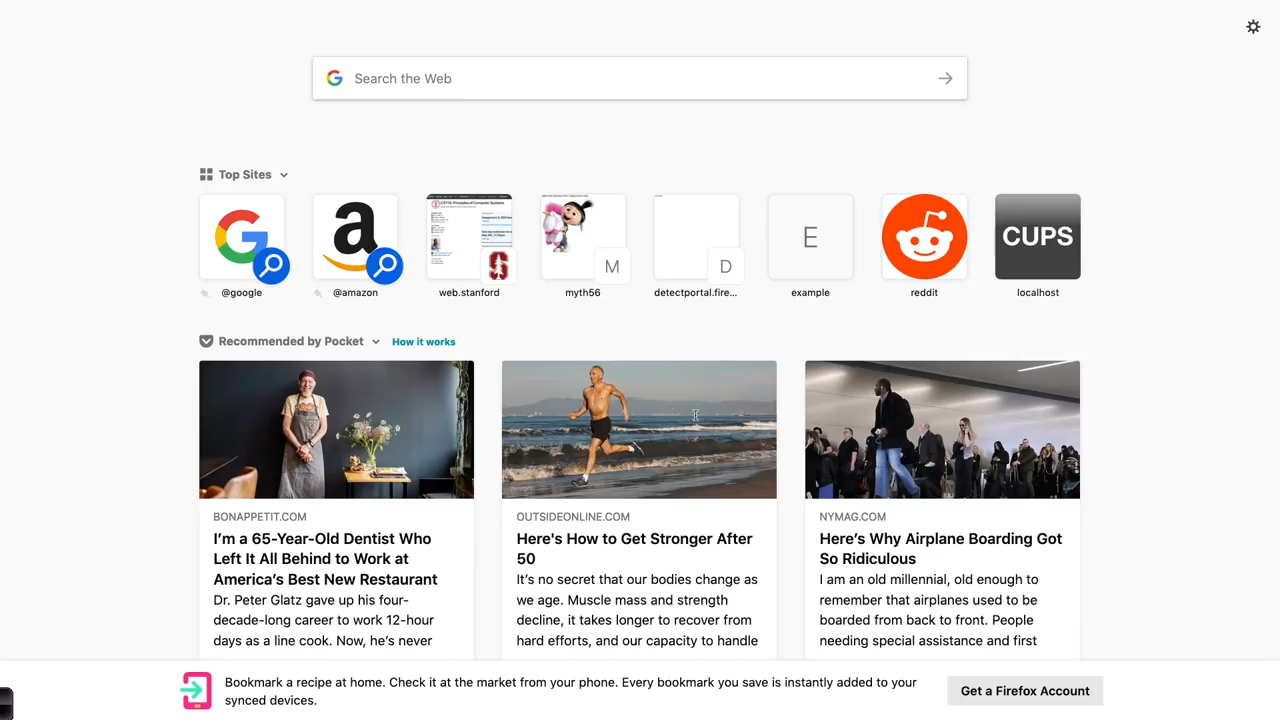 Search the Web
Top Sites
@google
@amazon
web.stanford
M
myth56
D
detectportal.fire...
E
example
reddit
CUPS
localhost
Recommended by Pocket How it works
BONAPPETIT.COM
I’m a 65-Year-Old Dentist Who
Left It All Behind to Work at
America’s Best New Restaurant
Dr. Peter Glatz gave up his four-
decade-long career to work 12-hour
days as a line cook. Now, he’s never
OUTSIDEONLINE.COM
Here's How to Get Stronger After
50
It’s no secret that our bodies change as
we age. Muscle mass and strength
decline, it takes longer to recover from
hard efforts, and our capacity to handle
NYMAG.COM
Here’s Why Airplane Boarding Got
So Ridiculous
I am an old millennial, old enough to
remember that airplanes used to be
boarded from back to front. People
needing special assistance and first
Bookmark a recipe at home. Check it at the market from your phone. Every bookmark you save is instantly added to your
synced devices.
Get a Firefox Account